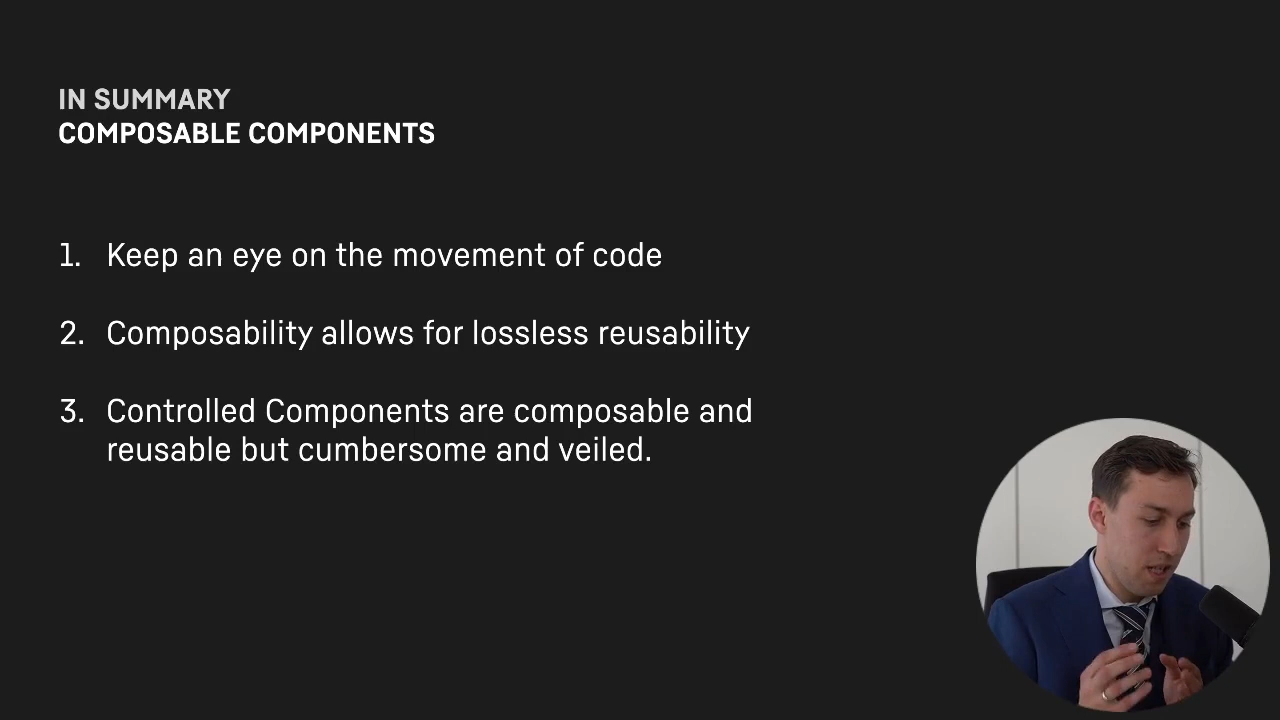 IN SUMMARY
COMPOSABLE COMPONENTS
1. Keep an eye on the movement of code
2. Composability allows for lossless reusability
3. Controlled Components are composable and
reusable but cumbersome and veiled.